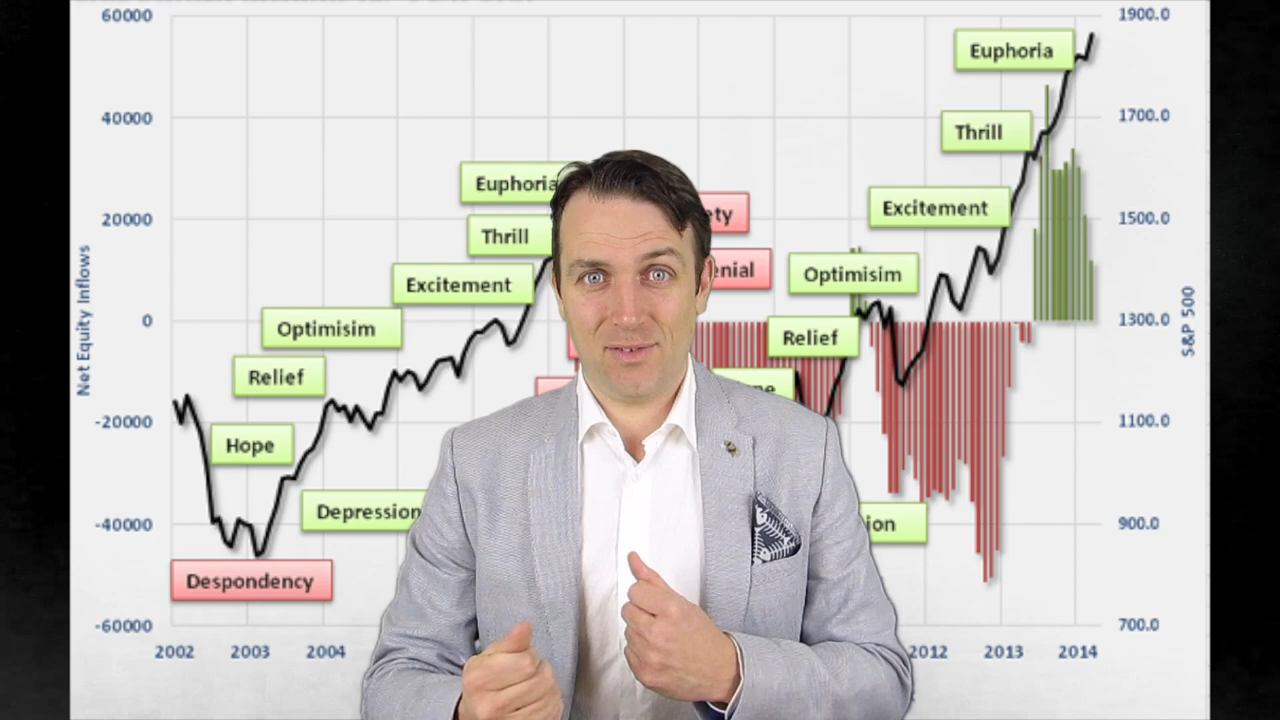 60000
1900.0
Euphoria
40000
1700.0
Thrill
Euphoria
20000
1500.0
Excitement
Thrill
Excitement
Optimisim
Optimisim
0
1300.0
Relief
Relief
-20000
1100.0
Hope
Depression
-40000
900.0
Despondency
-60000
700.0
2002 2003 2004 2012 2013 2014
Net Equity Inflows
S&P 500